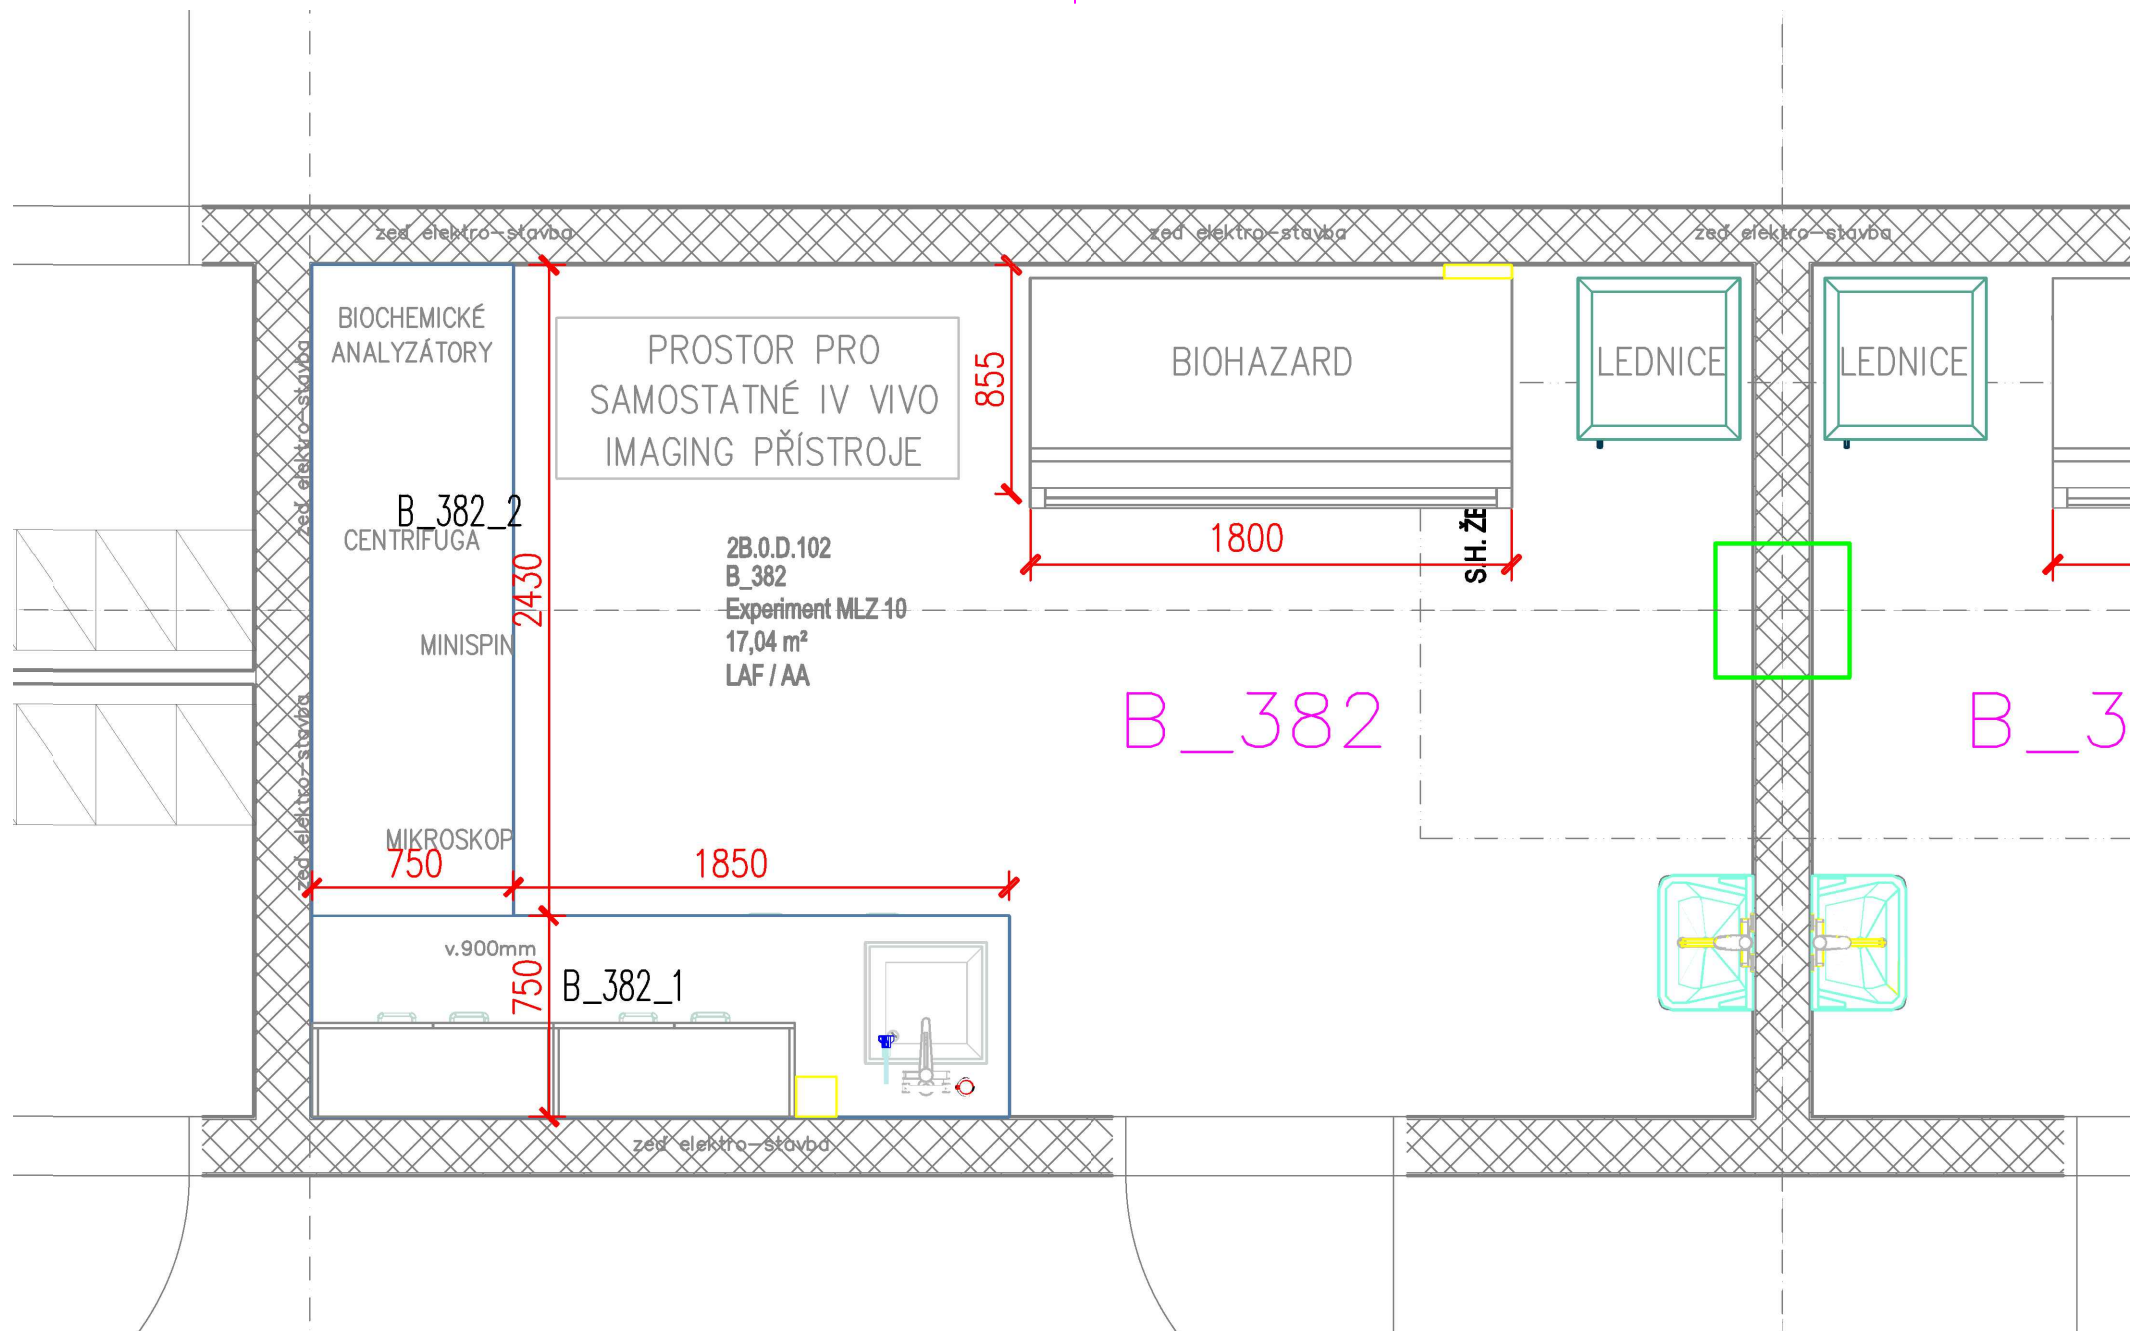 zeď elektro-stavba
zeď elektro-stavba
zeď elektro-stavba
BIOCHEMICKÉ
ANALYZÁTORY
PROSTOR PRO
SAMOSTATNÉ IV VIVO
IMAGING PŘÍSTROJE
855
BIOHAZARD
LEDNICE
LEDNICE
zeď elektro-stavba
B_382_2
CENTRIFUGA
2430
2B.0.D.102
B_382
Experiment MLZ 10
17,04 m²
LAF / AA
1800
S.H. ŽE
MINISPIN
B_382
B_3
zeď elektro-stavba
MIKROSKOP
750
1850
v.900mm
750
B_382_1
zeď elektro-stavba